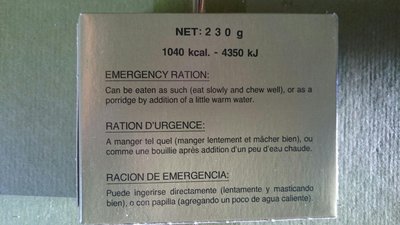 NET: 230 g
1040 kcal. - 4350 kJ
EMERGENCY RATION:
Can be eaten as such (eat slowly and chew well), or as a
porridge by addition of a little warm water.
RATION D'URGENCE:
A manger tel quel (manger lentement et mâcher bien), ou
comme une bouillie après addition d'un peu d'eau chaude.
RACION DE EMERGENCIA:
Puede ingerirse directamente (lentamente y masticando
bien), o con papilla (agregando un poco de agua caliente).